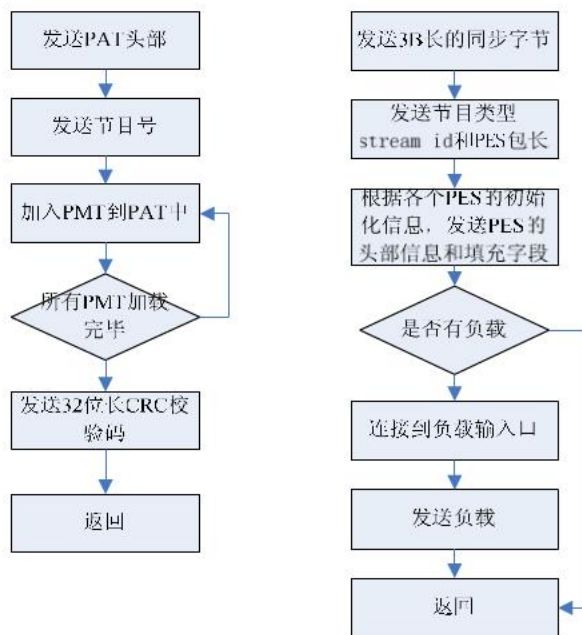 发送PAT头部
发送节目号
加入PMT到PAT中
所有PMT加载
完毕
发送32位长CRC校
验码
返回
发送3B长的同步字节
发送节目类型
stream id和PES包长
根据各个PES的初始
化信息，发送PES的
头部信息和填充字段
是否有负载
连接到负载输入口
发送负载
返回